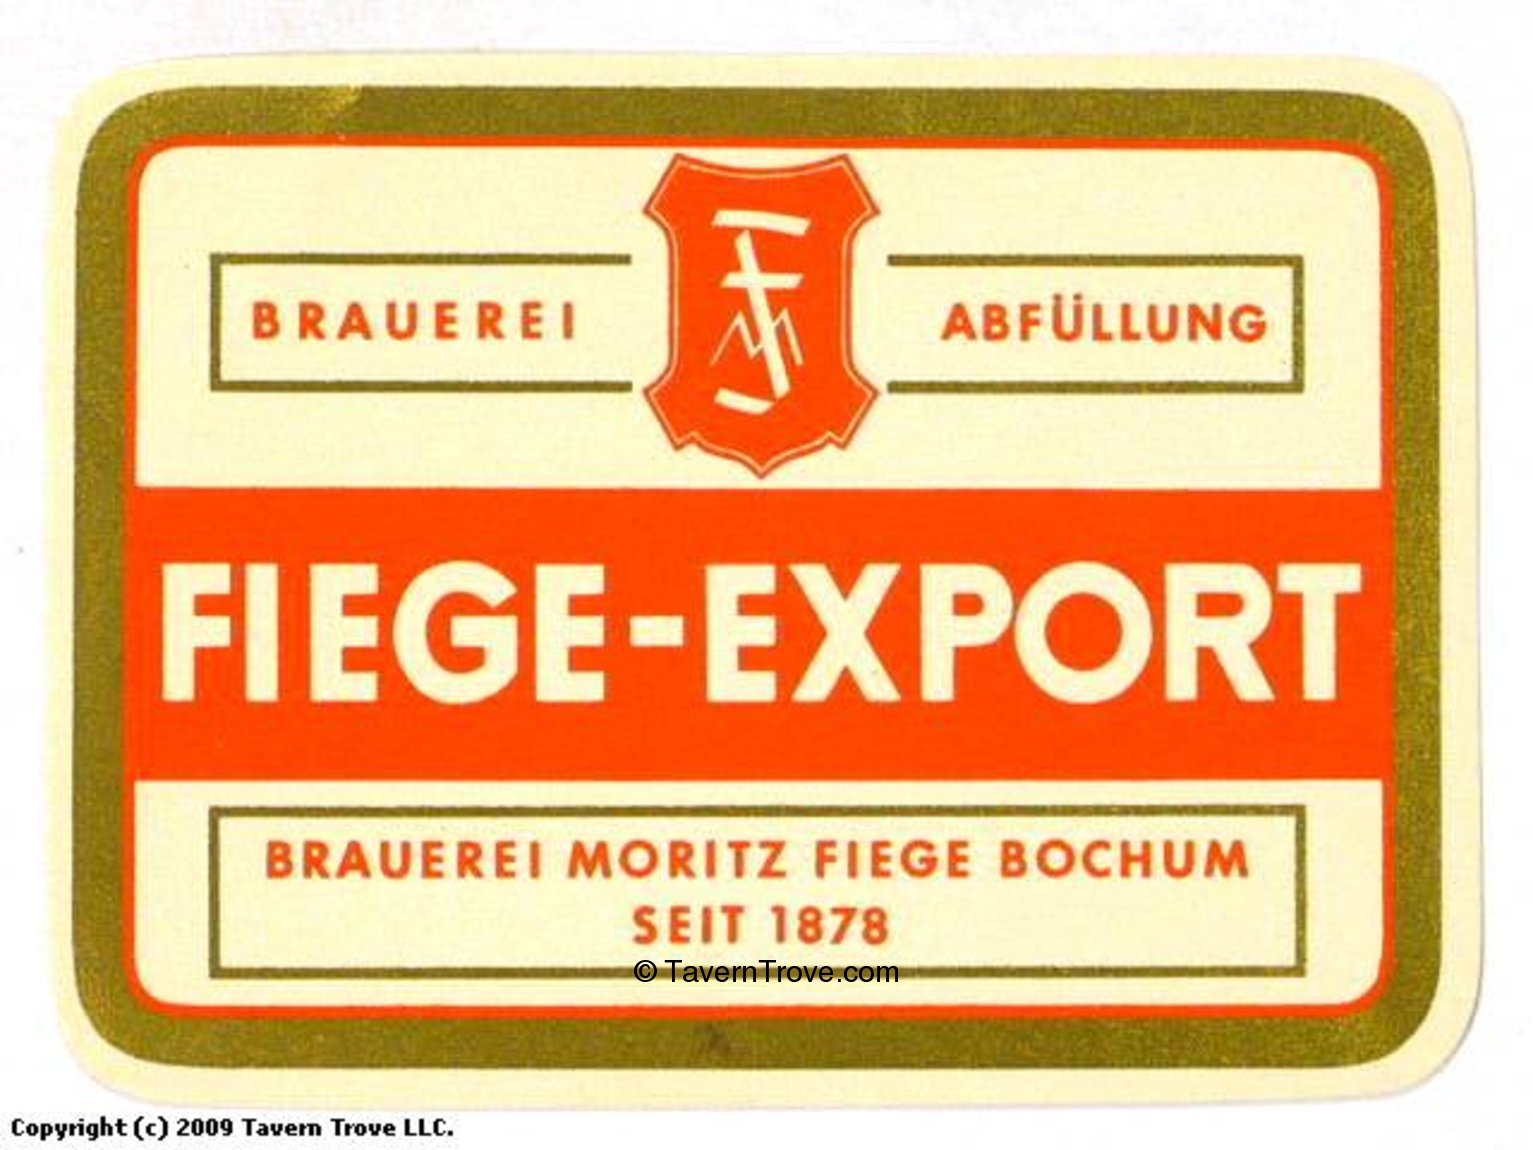 BRAUEREI ABFÜLLUNG
FIEGE-EXPORT
BRAUEREI MORITZ FIEGE BOCHUM
SEIT 1878
© TavernTrove.com
Copyright (c) 2009 Tavern Trove LLC.